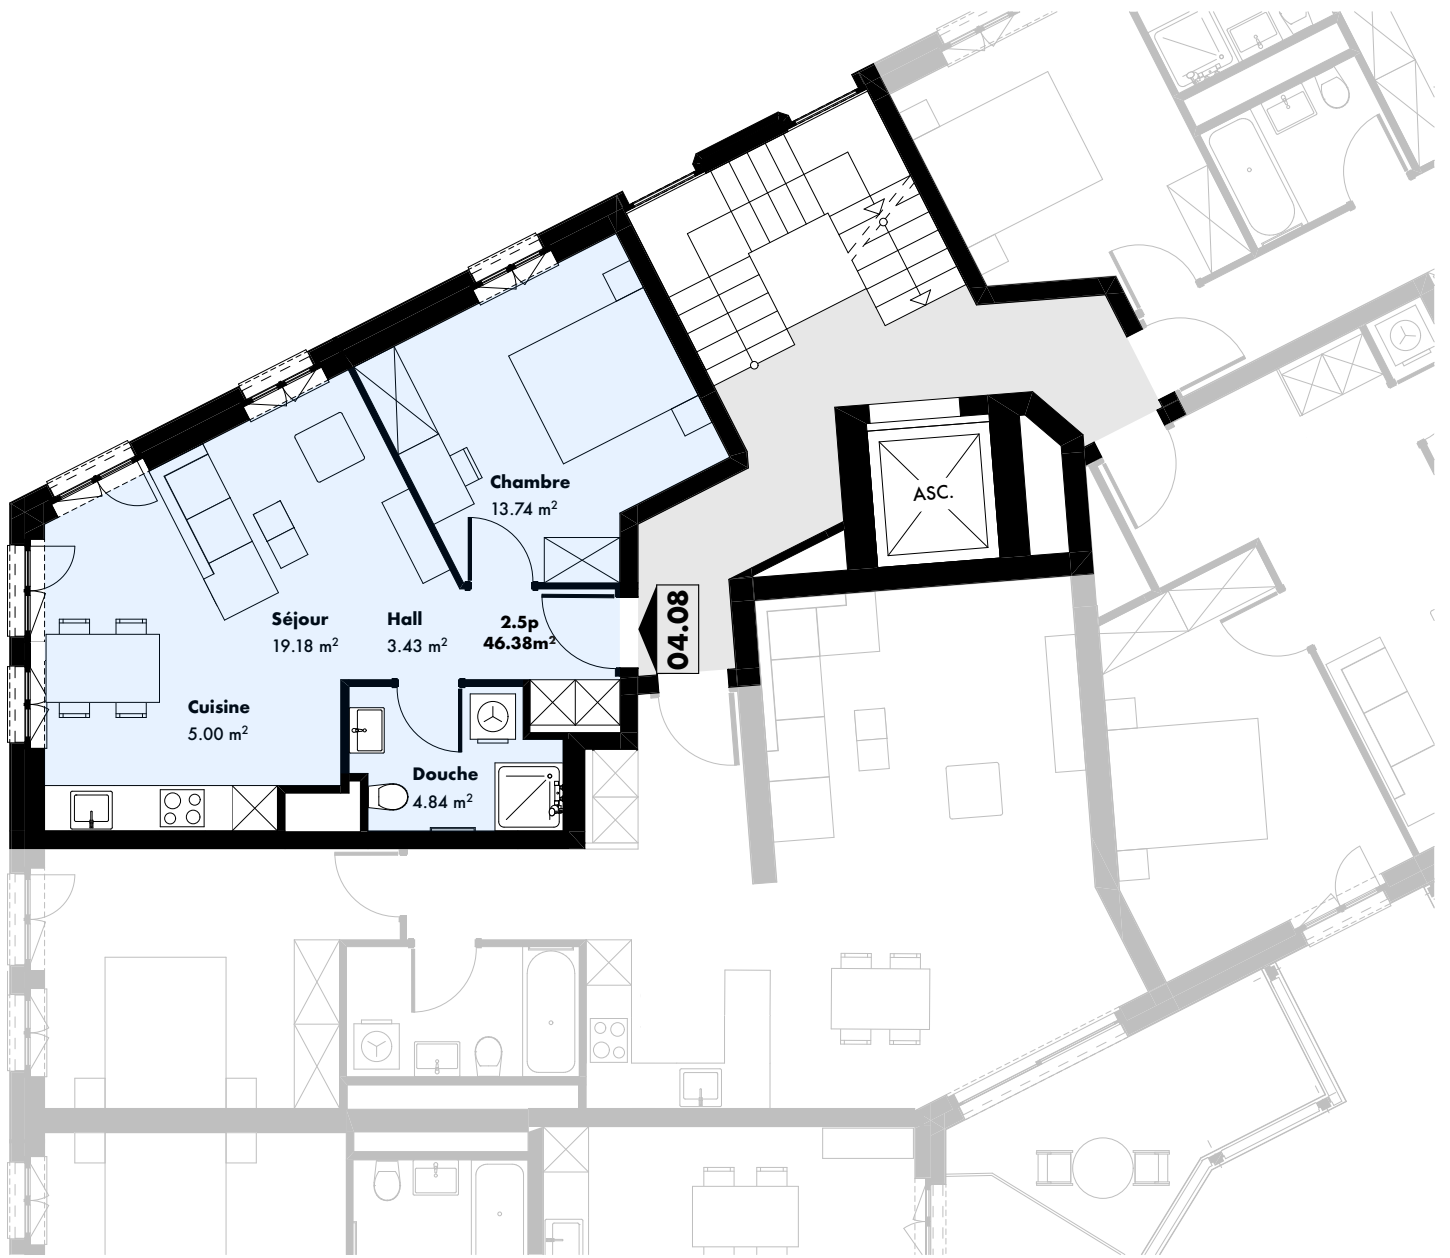 ASC.
Chambre
13.74 m²
04.08
2.5p
46.38m²
Séjour
19.18 m²
Hall
3.43 m²
Cuisine
5.00 m²
Douche
4.84 m²